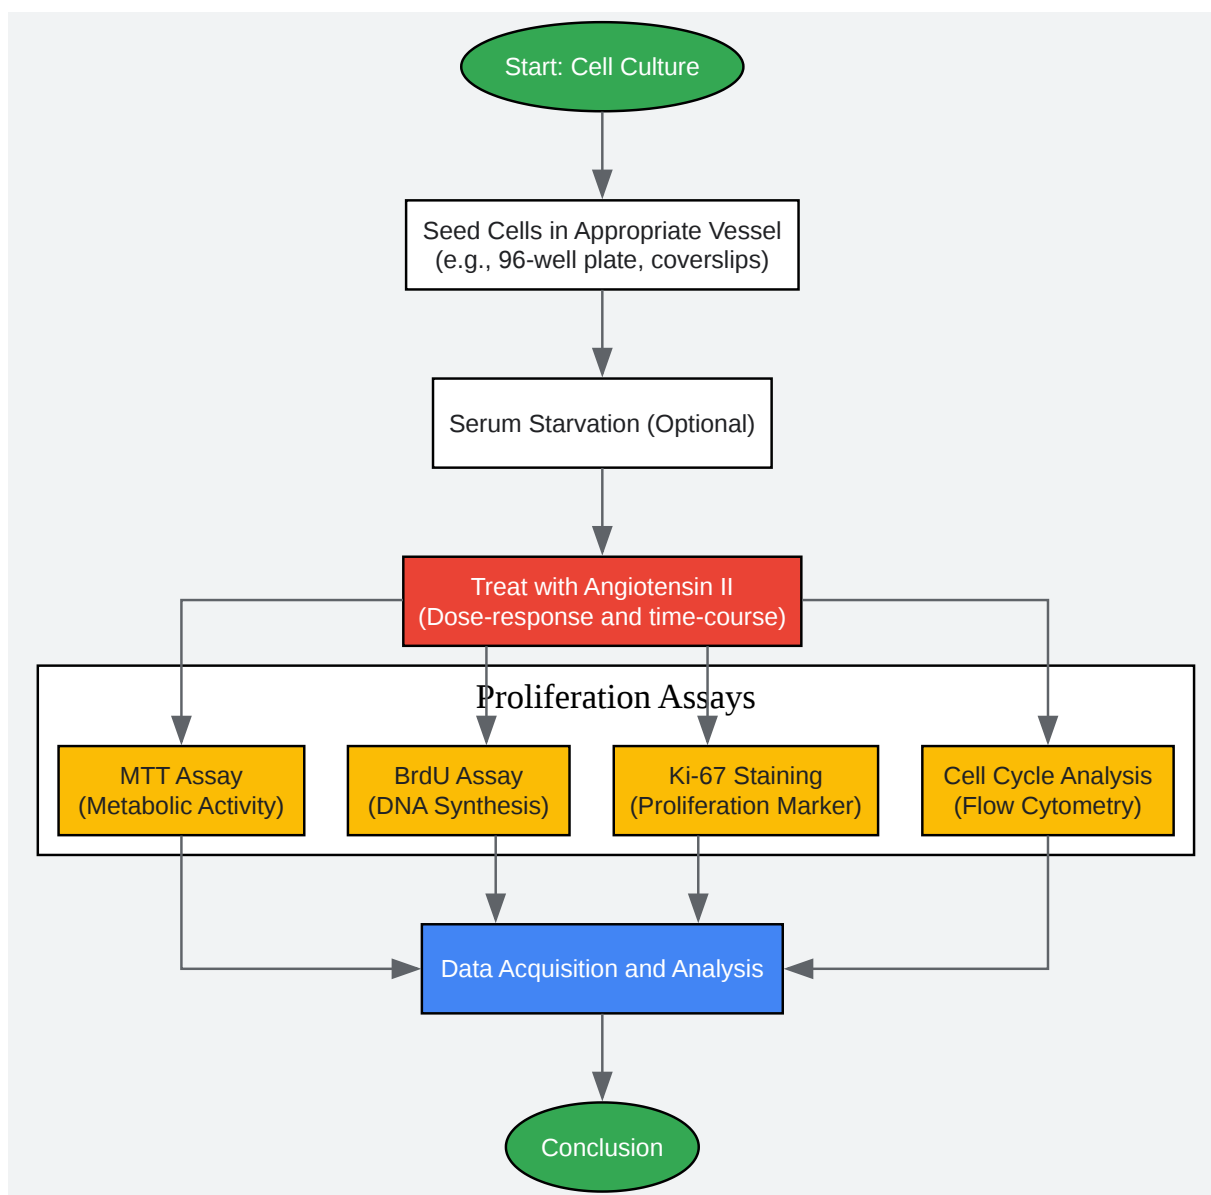 Start: Cell Culture
Seed Cells in Appropriate Vessel
(e.g., 96-well plate, coverslips)
Serum Starvation (Optional)
Treat with Angiotensin II
(Dose-response and time-course)
Proliferation Assays
MTT Assay
(Metabolic Activity)
BrdU Assay
(DNA Synthesis)
Ki-67 Staining
(Proliferation Marker)
Cell Cycle Analysis
(Flow Cytometry)
Data Acquisition and Analysis
Conclusion